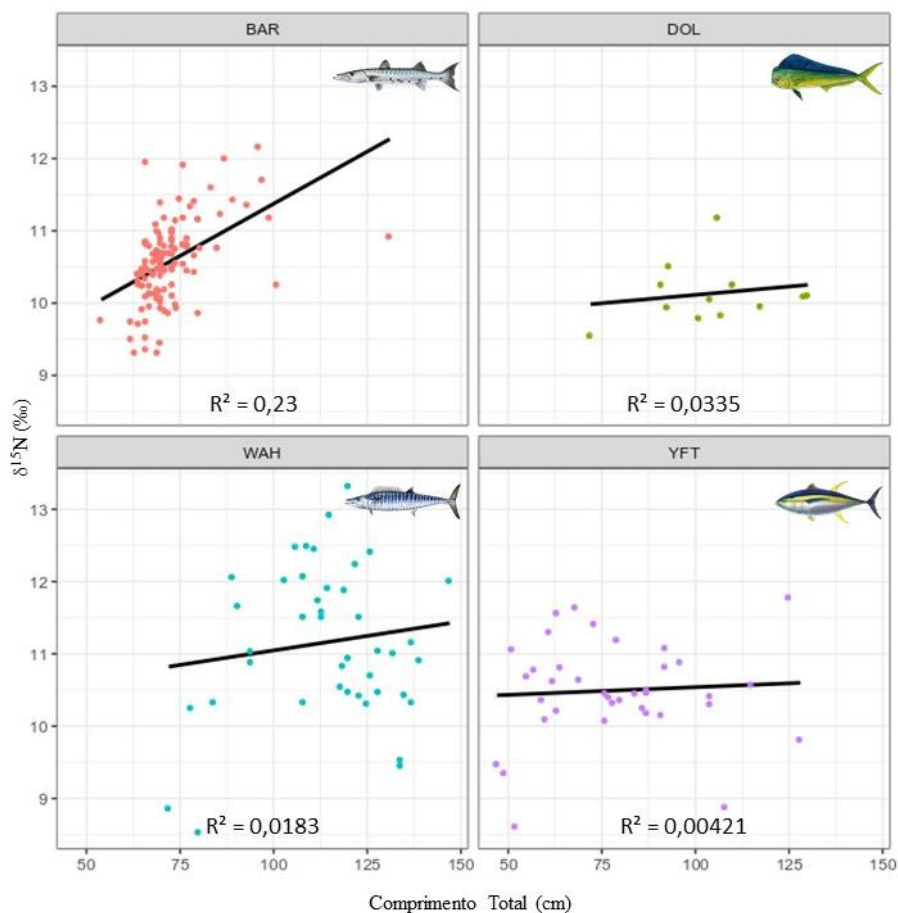 BAR
DOL
13
12
11
10
9
R² = 0,23
R² = 0,0335
WAH
YFT
δ¹⁵N (‰)
13
12
11
10
9
R² = 0,0183
R² = 0,00421
50 75 100 125 150 50 75 100 125 150
Comprimento Total (cm)